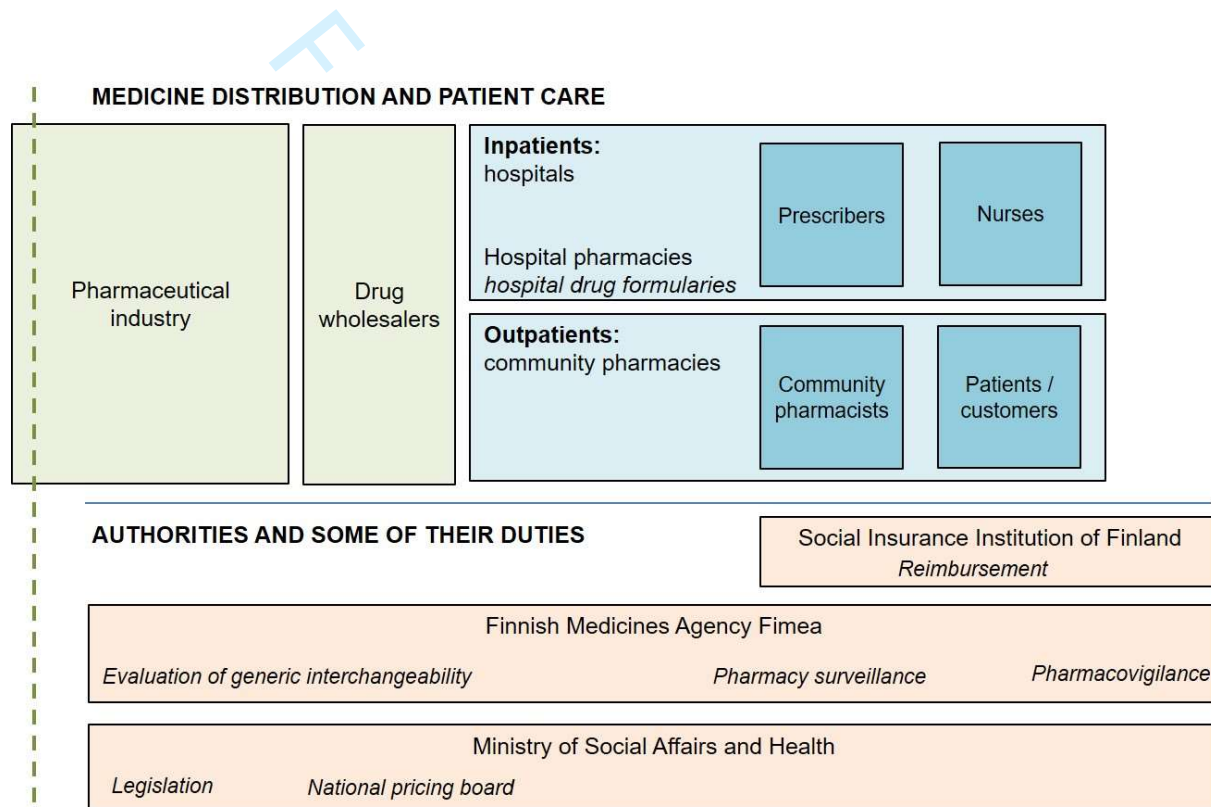 F
MEDICINE DISTRIBUTION AND PATIENT CARE
Pharmaceutical
industry
Drug
wholesalers
Inpatients:
hospitals
Hospital pharmacies
hospital drug formularies
Prescribers
Nurses
Outpatients:
community pharmacies
Community
pharmacists
Patients /
customers
AUTHORITIES AND SOME OF THEIR DUTIES
Social Insurance Institution of Finland
Reimbursement
Finnish Medicines Agency Fimea
Evaluation of generic interchangeability
Pharmacy surveillance
Pharmacovigilance
Ministry of Social Affairs and Health
Legislation
National pricing board